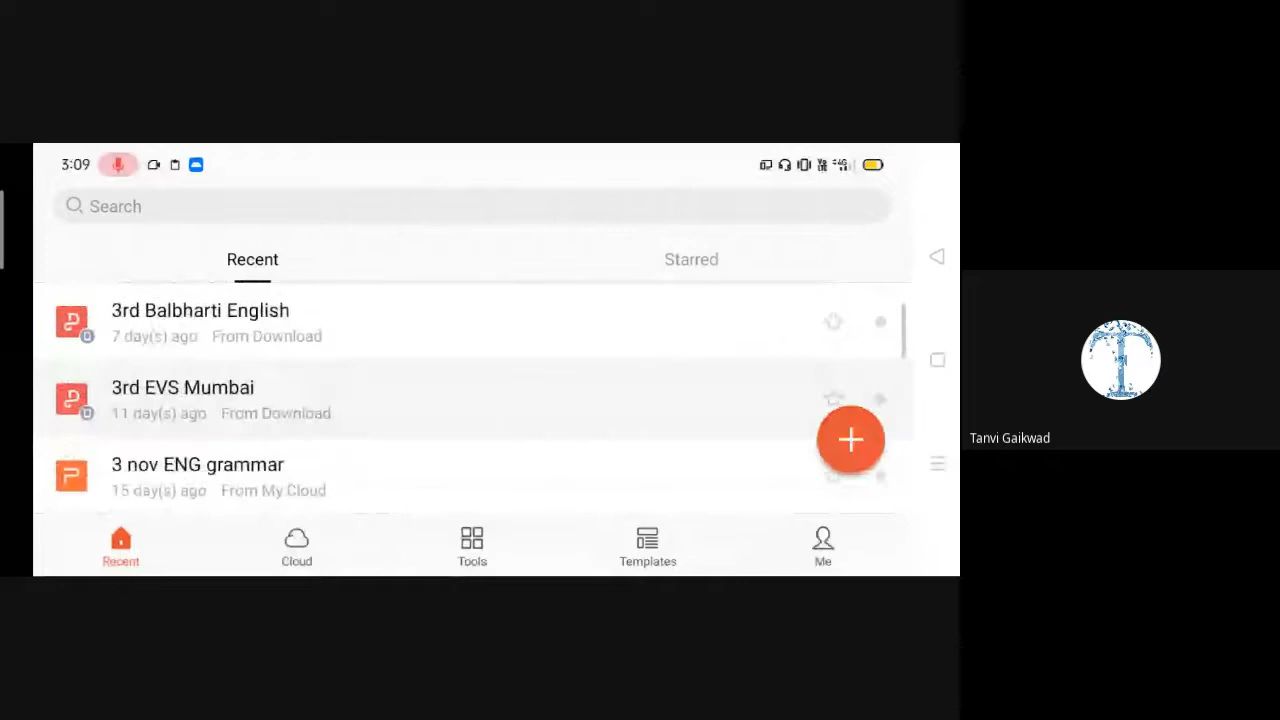 3:09
Search
Recent
Starred
3rd Balbharti English
7 day(s) ago From Download
3rd EVS Mumbai
11 day(s) ago From Download
3 nov ENG grammar
15 day(s) ago From My Cloud
Recent
Cloud
Tools
Templates
Me
Tanvi Gaikwad